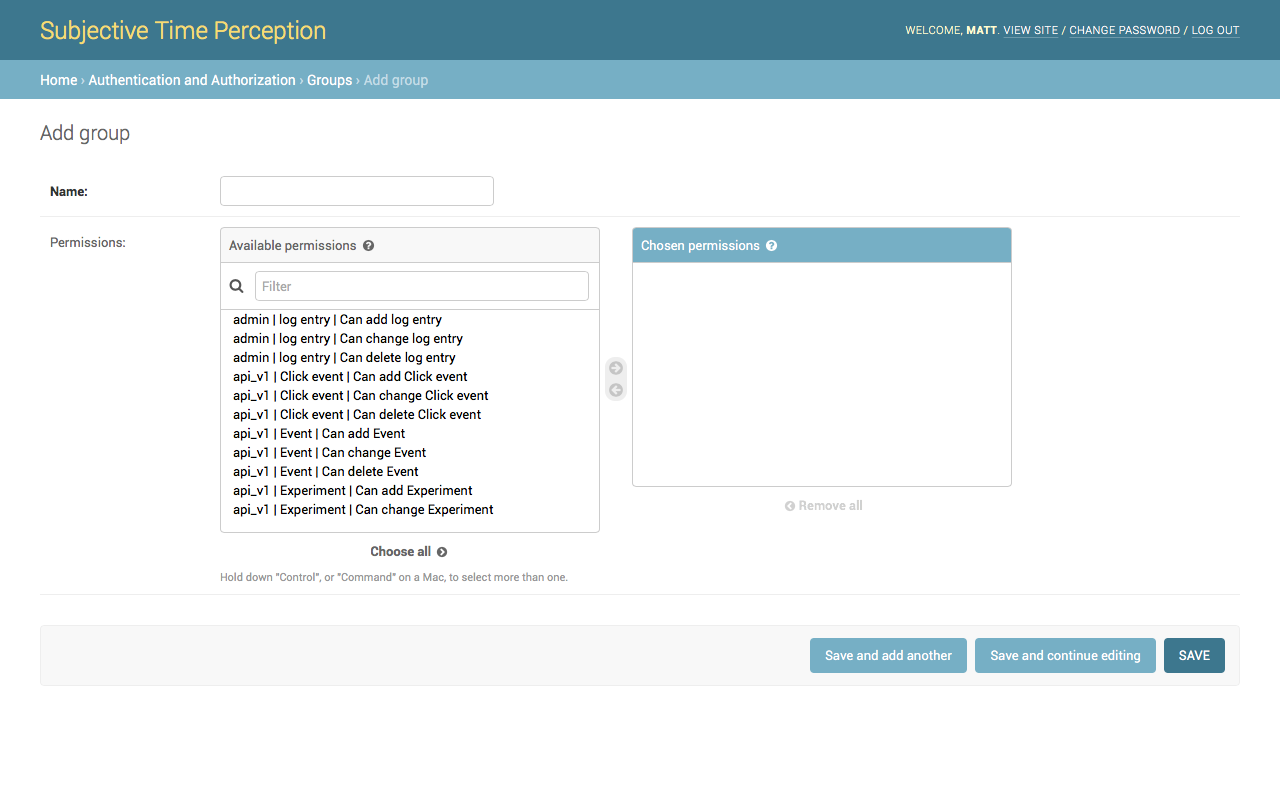 Subjective Time Perception
WELCOME, MATT. VIEW SITE / CHANGE PASSWORD / LOG OUT
Home › Authentication and Authorization › Groups › Add group
Add group
Name:
Permissions:
Available permissions
Filter
admin | log entry | Can add log entry
admin | log entry | Can change log entry
admin | log entry | Can delete log entry
api_v1 | Click event | Can add Click event
api_v1 | Click event | Can change Click event
api_v1 | Click event | Can delete Click event
api_v1 | Event | Can add Event
api_v1 | Event | Can change Event
api_v1 | Event | Can delete Event
api_v1 | Experiment | Can add Experiment
api_v1 | Experiment | Can change Experiment
Choose all
Hold down "Control", or "Command" on a Mac, to select more than one.
Chosen permissions
Remove all
Save and add another
Save and continue editing
SAVE